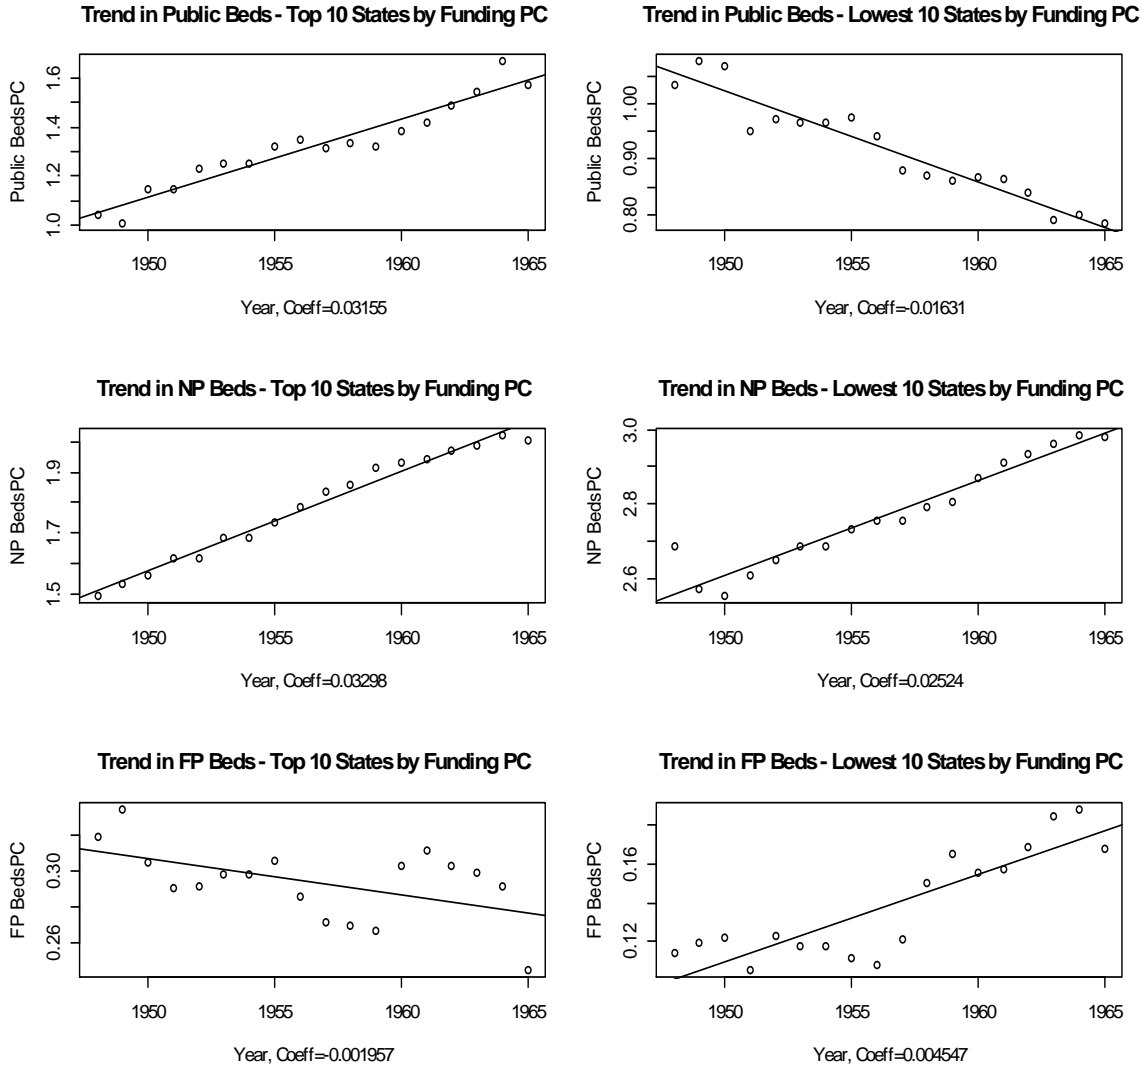 Trend in Public Beds - Top 10 States by Funding PC
Public BedsPC
1.0 1.2 1.4 1.6
1950 1955 1960 1965
Year, Coeff=0.03155
Trend in Public Beds - Lowest 10 States by Funding PC
Public BedsPC
0.80 0.90 1.00
1950 1955 1960 1965
Year, Coeff=-0.01631
Trend in NP Beds - Top 10 States by Funding PC
NP BedsPC
1.5 1.7 1.9
1950 1955 1960 1965
Year, Coeff=0.03298
Trend in NP Beds - Lowest 10 States by Funding PC
NP BedsPC
2.6 2.8 3.0
1950 1955 1960 1965
Year, Coeff=0.02524
Trend in FP Beds - Top 10 States by Funding PC
FP BedsPC
0.26 0.30
1950 1955 1960 1965
Year, Coeff=-0.001957
Trend in FP Beds - Lowest 10 States by Funding PC
FP BedsPC
0.12 0.16
1950 1955 1960 1965
Year, Coeff=0.004547